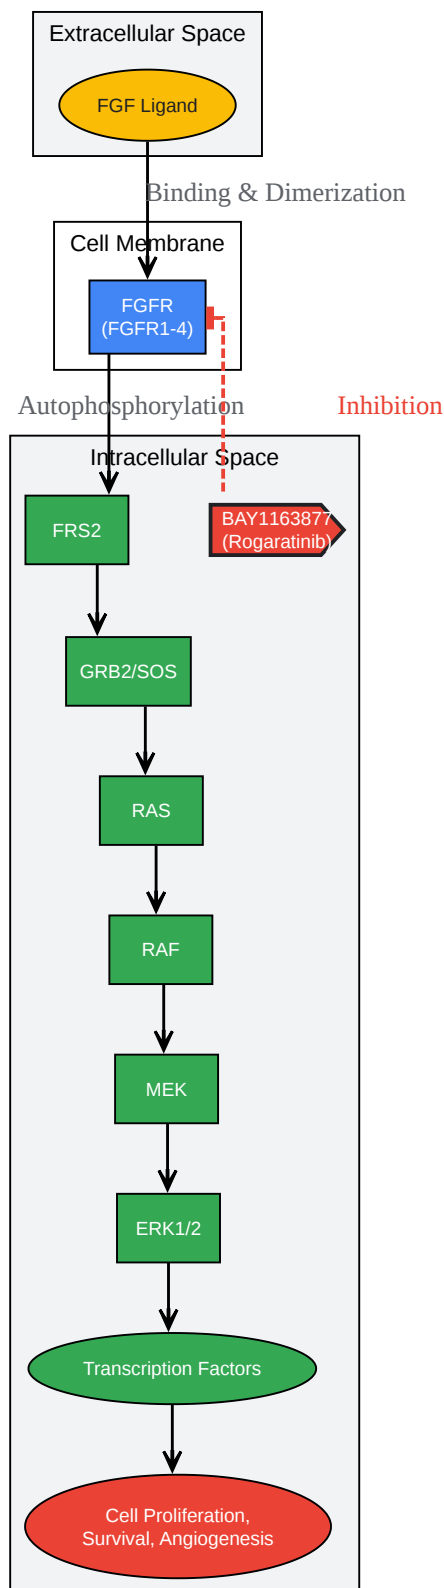 Extracellular Space
FGF Ligand
Binding & Dimerization
Cell Membrane
FGFR
(FGFR1-4)
Autophosphorylation
Inhibition
Intracellular Space
FRS2
BAY1163877
(Rogaratinib)
GRB2/SOS
RAS
RAF
MEK
ERK1/2
Transcription Factors
Cell Proliferation,
Survival, Angiogenesis